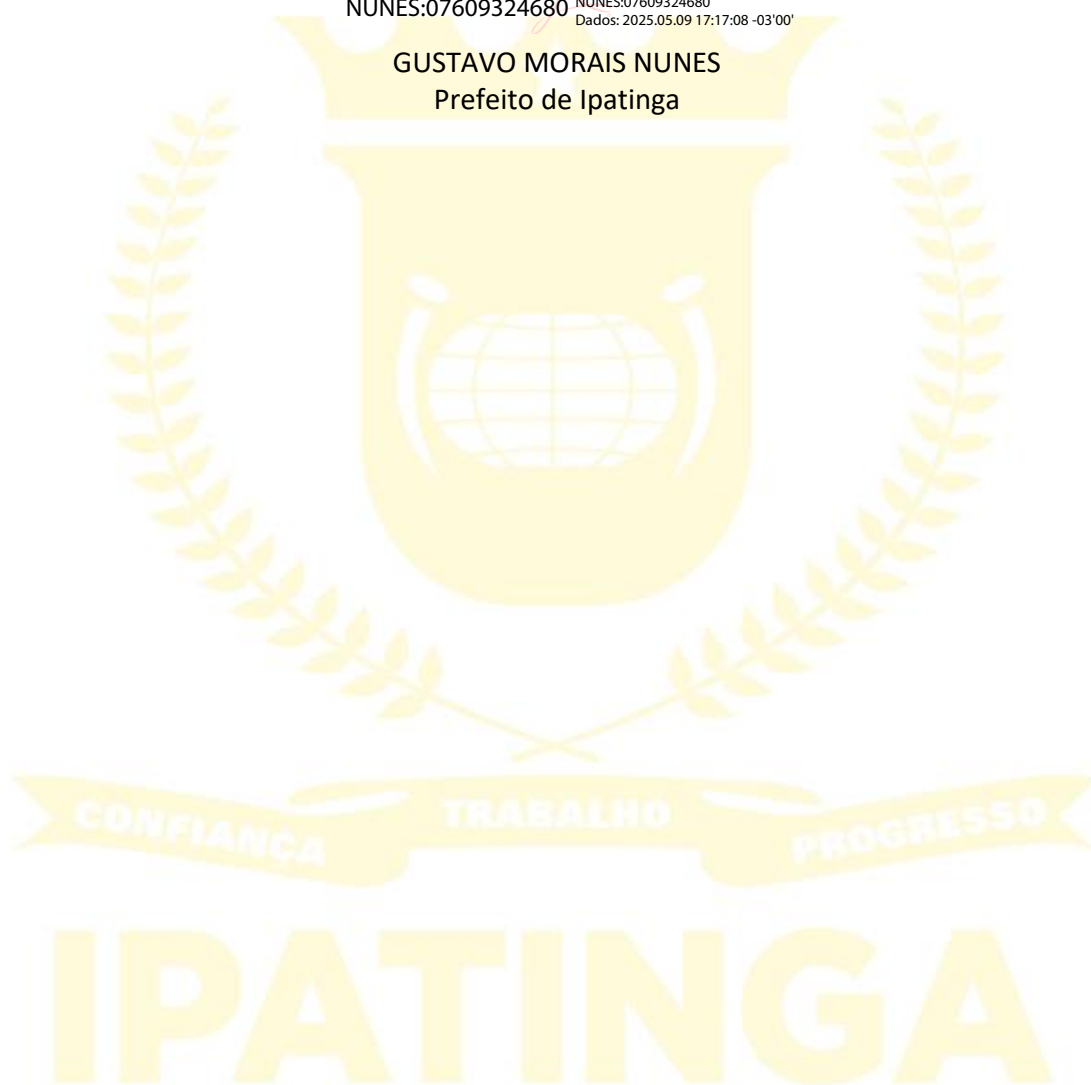 NUNES:07609324680
NUNES:07609324680
Dados: 2025.05.09 17:17:08 -03'00'
GUSTAVO MORAIS NUNES
Prefeito de Ipatinga
CONFIANÇA TRABALHO PROGRESSO
IPATINGA